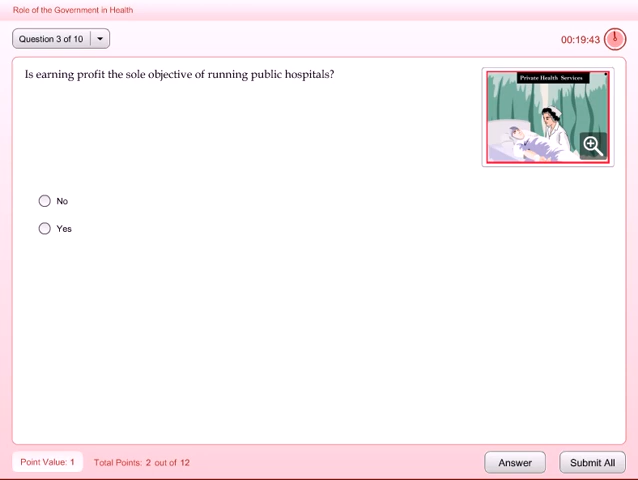 Role of the Government in Health
Question 3 of 10
00:19:43
Is earning profit the sole objective of running public hospitals?
Private Health Services
No
Yes
Point Value: 1
Total Points: 2 out of 12
Answer
Submit All